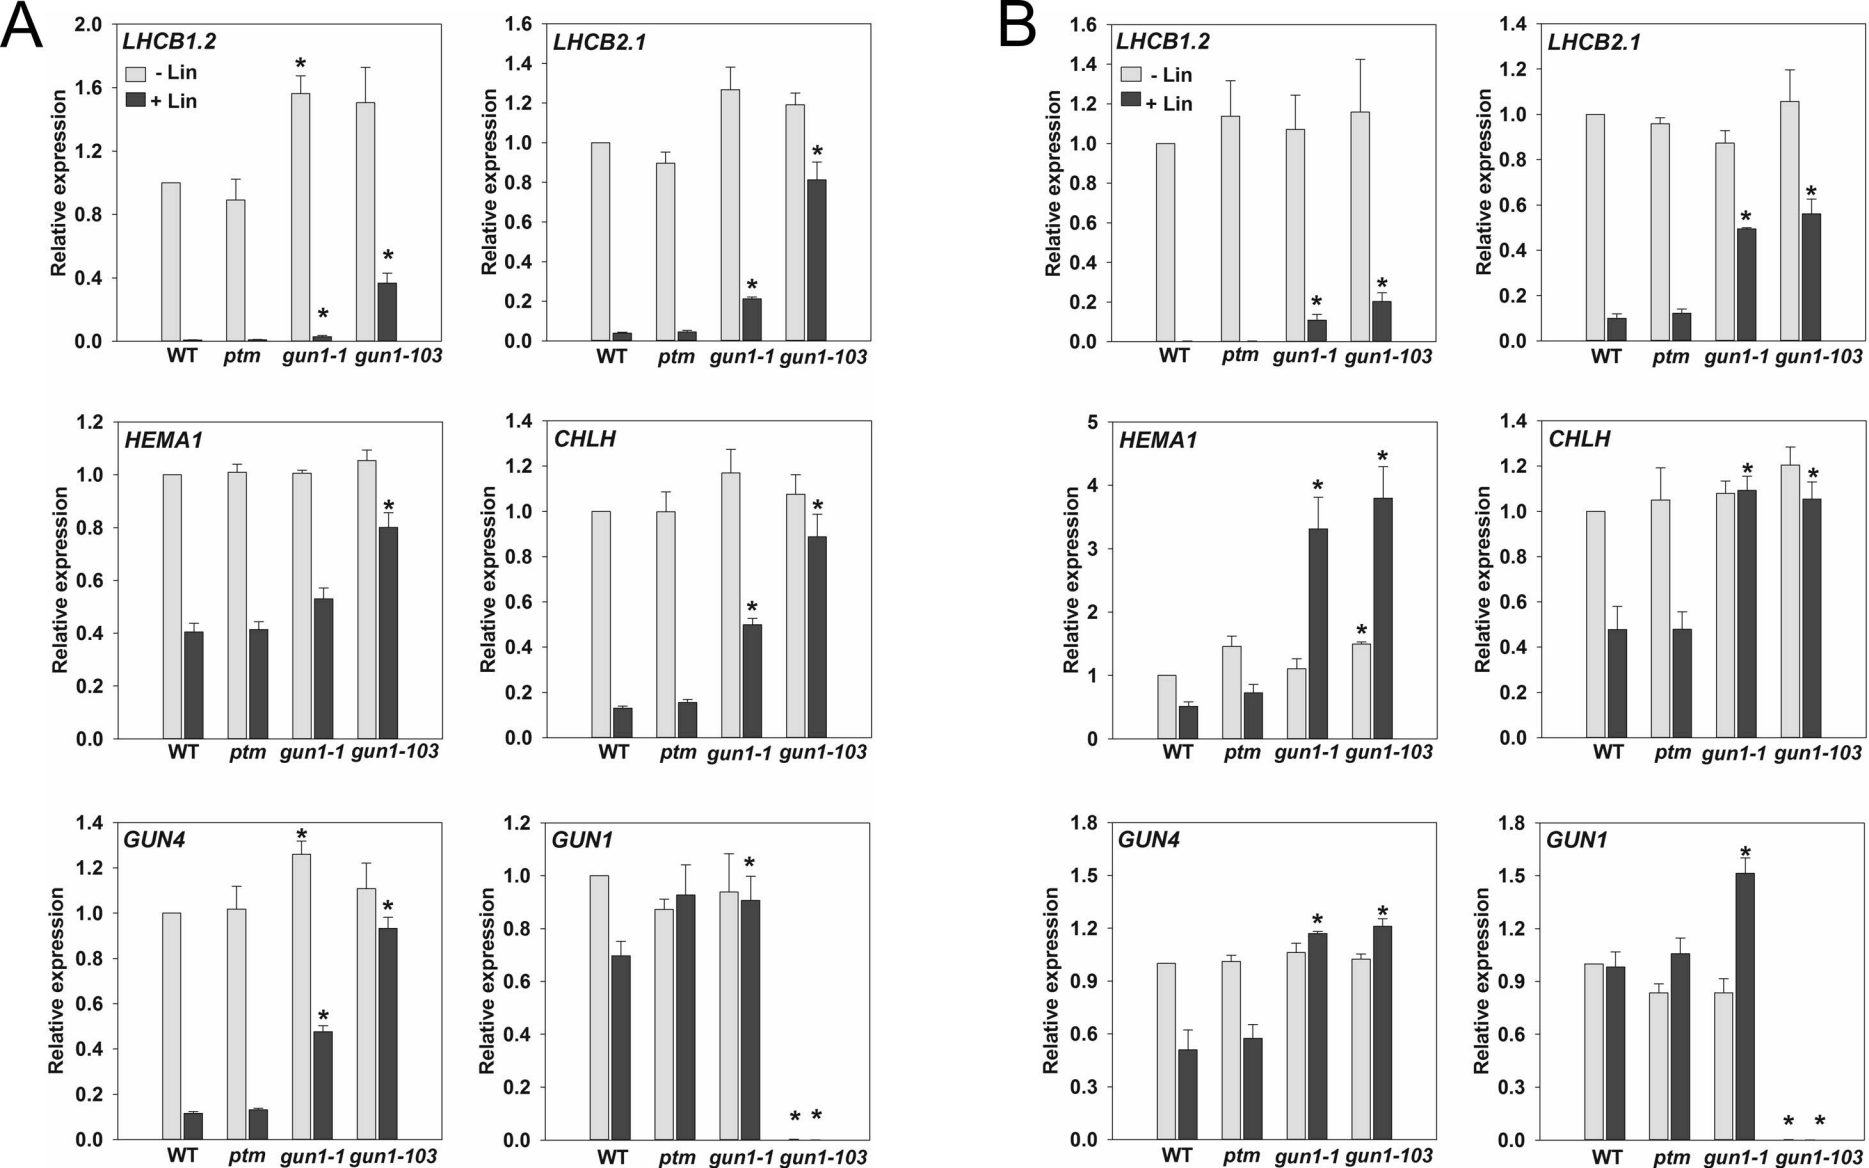 A
LHCB1.2
- Lin
+ Lin
Relative expression
2.0
1.6
1.2
0.8
0.4
0.0
WT ptm gun1-1 gun1-103
* * * 
LHCB2.1
Relative expression
1.6
1.4
1.2
1.0
0.8
0.6
0.4
0.2
0.0
WT ptm gun1-1 gun1-103
* *
HEMA1
Relative expression
1.2
1.0
0.8
0.6
0.4
0.2
0.0
WT ptm gun1-1 gun1-103
*
CHLH
Relative expression
1.4
1.2
1.0
0.8
0.6
0.4
0.2
0.0
WT ptm gun1-1 gun1-103
* *
GUN4
Relative expression
1.4
1.2
1.0
0.8
0.6
0.4
0.2
0.0
WT ptm gun1-1 gun1-103
* * *
GUN1
Relative expression
1.2
1.0
0.8
0.6
0.4
0.2
0.0
WT ptm gun1-1 gun1-103
* * *
B
LHCB1.2
- Lin
+ Lin
Relative expression
1.6
1.4
1.2
1.0
0.8
0.6
0.4
0.2
0.0
WT ptm gun1-1 gun1-103
* *
LHCB2.1
Relative expression
1.4
1.2
1.0
0.8
0.6
0.4
0.2
0.0
WT ptm gun1-1 gun1-103
* *
HEMA1
Relative expression
5
4
3
2
1
0
WT ptm gun1-1 gun1-103
* * *
CHLH
Relative expression
1.4
1.2
1.0
0.8
0.6
0.4
0.2
0.0
WT ptm gun1-1 gun1-103
* *
GUN4
Relative expression
1.8
1.5
1.2
0.9
0.6
0.3
0.0
WT ptm gun1-1 gun1-103
* *
GUN1
Relative expression
1.8
1.5
1.2
0.9
0.6
0.3
0.0
WT ptm gun1-1 gun1-103
* * *